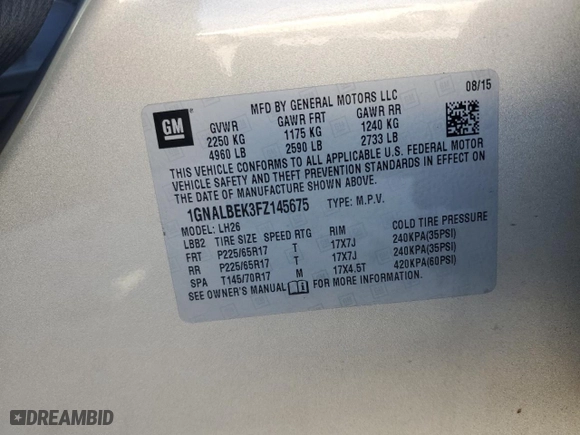 08/15
MFD BY GENERAL MOTORS LLC
GM
GVWR GAWR FRT GAWR RR
2250 KG 1175 KG 1240 KG
4960 LB 2590 LB 2733 LB
THIS VEHICLE CONFORMS TO ALL APPLICABLE U.S. FEDERAL MOTOR
VEHICLE SAFETY AND THEFT PREVENTION STANDARDS IN EFFECT ON
THE DATE OF MANUFACTURE SHOWN ABOVE.
1GNALBEK3FZ145675 TYPE: M.P.V.
MODEL: LH26
LBB2 TIRE SIZE SPEED RTG RIM COLD TIRE PRESSURE
FRT P225/65R17 T 17X7J 240KPA(35PSI)
RR P225/65R17 T 17X7J 240KPA(35PSI)
SPA T145/70R17 M 17X4.5T 420KPA(60PSI)
SEE OWNER'S MANUAL FOR MORE INFORMATION.
DREAMBID